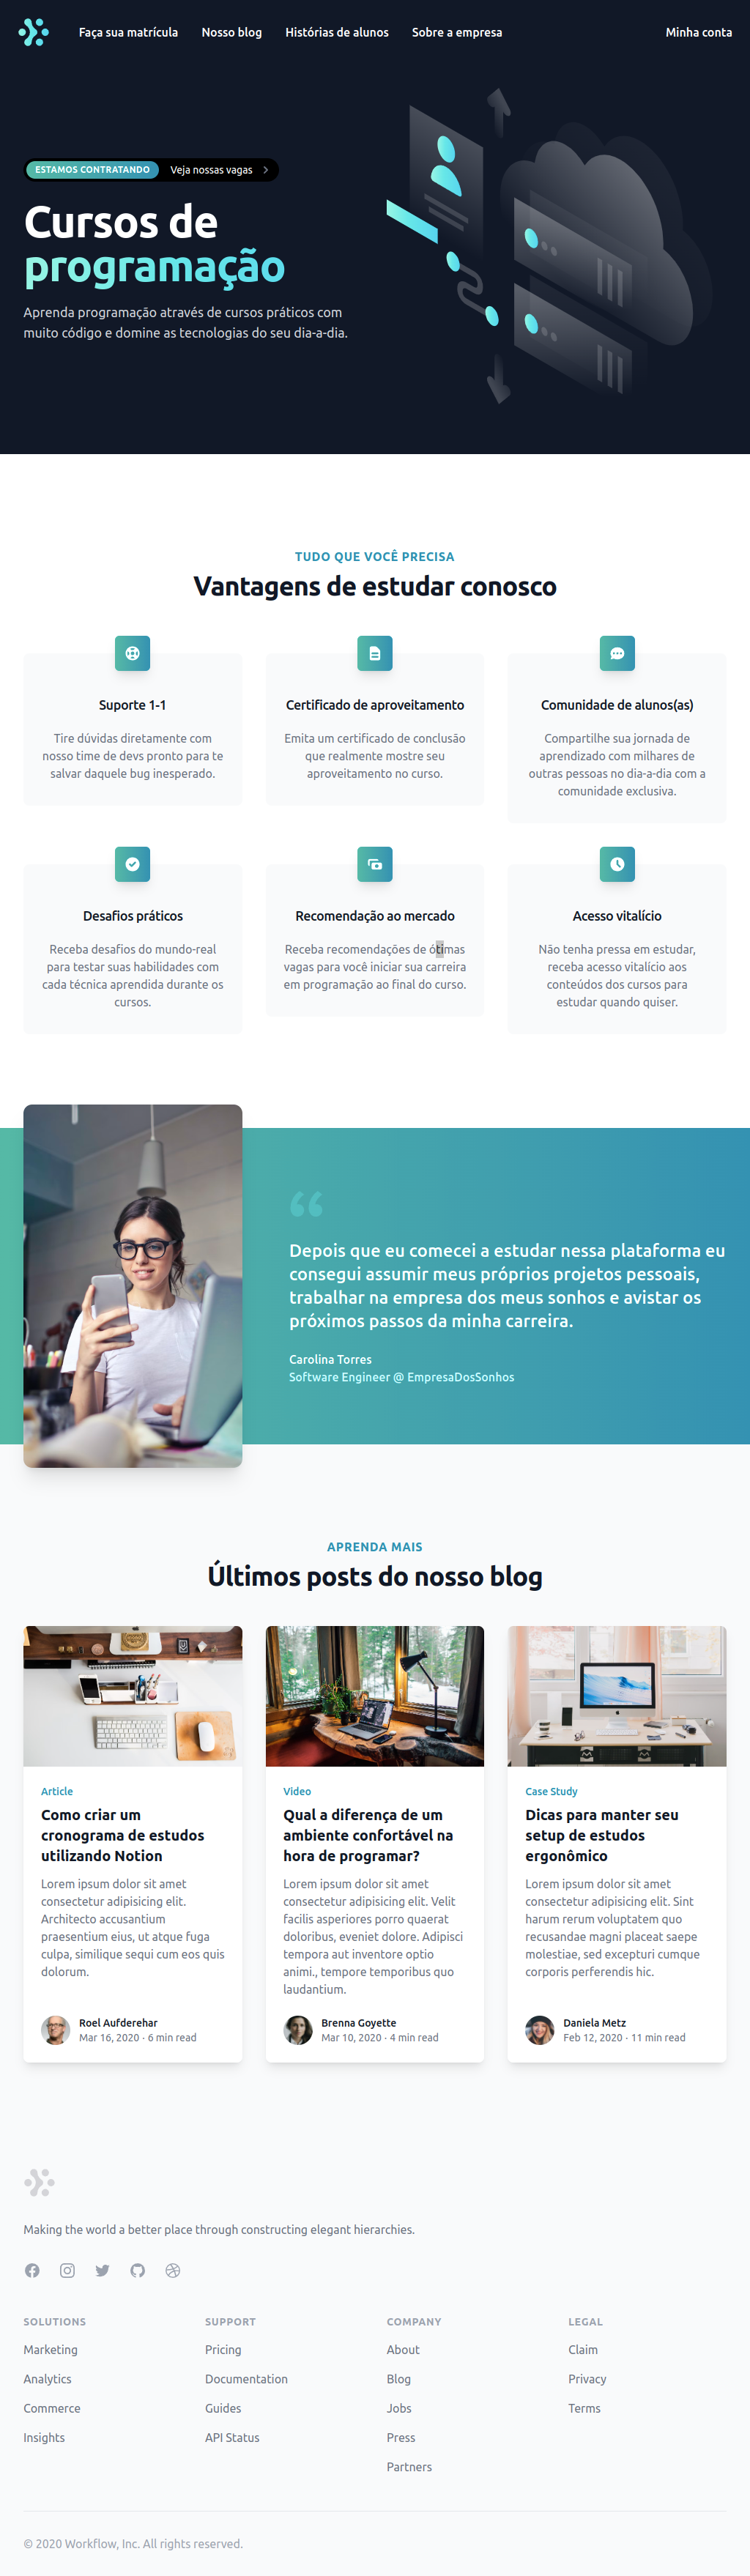 Faça sua matrícula
Nosso blog
Histórias de alunos
Sobre a empresa
Minha conta
ESTAMOS CONTRATANDO
Veja nossas vagas
Cursos de
programação
Aprenda programação através de cursos práticos com
muito código e domine as tecnologias do seu dia-a-dia.
TUDO QUE VOCÊ PRECISA
Vantagens de estudar conosco
Suporte 1-1
Tire dúvidas diretamente com
nosso time de devs pronto para te
salvar daquele bug inesperado.
Certificado de aproveitamento
Emita um certificado de conclusão
que realmente mostre seu
aproveitamento no curso.
Comunidade de alunos(as)
Compartilhe sua jornada de
aprendizado com milhares de
outras pessoas no dia-a-dia com a
comunidade exclusiva.
Desafios práticos
Receba desafios do mundo-real
para testar suas habilidades com
cada técnica aprendida durante os
cursos.
Recomendação ao mercado
Receba recomendações de ótimas
vagas para você iniciar sua carreira
em programação ao final do curso.
Acesso vitalício
Não tenha pressa em estudar,
receba acesso vitalício aos
conteúdos dos cursos para
estudar quando quiser.
Depois que eu comecei a estudar nessa plataforma eu
consegui assumir meus próprios projetos pessoais,
trabalhar na empresa dos meus sonhos e avistar os
próximos passos da minha carreira.
Carolina Torres
Software Engineer @ EmpresaDosSonhos
APRENDA MAIS
Últimos posts do nosso blog
Article
Como criar um
cronograma de estudos
utilizando Notion
Lorem ipsum dolor sit amet
consectetur adipisicing elit.
Architecto accusantium
praesentium eius, ut atque fuga
culpa, similique sequi cum eos quis
dolorum.
Roel Aufderehar
Mar 16, 2020 · 6 min read
Video
Qual a diferença de um
ambiente confortável na
hora de programar?
Lorem ipsum dolor sit amet
consectetur adipisicing elit. Velit
facilis asperiores porro quaerat
doloribus, eveniet dolore. Adipisci
tempora aut inventore optio
animi., tempore temporibus quo
laudantium.
Brenna Goyette
Mar 10, 2020 · 4 min read
Case Study
Dicas para manter seu
setup de estudos
ergonômico
Lorem ipsum dolor sit amet
consectetur adipisicing elit. Sint
harum rerum voluptatem quo
recusandae magni placeat saepe
molestiae, sed excepturi cumque
corporis perferendis hic.
Daniela Metz
Feb 12, 2020 · 11 min read
Making the world a better place through constructing elegant hierarchies.
SOLUTIONS
Marketing
Analytics
Commerce
Insights
SUPPORT
Pricing
Documentation
Guides
API Status
COMPANY
About
Blog
Jobs
Press
Partners
LEGAL
Claim
Privacy
Terms
© 2020 Workflow, Inc. All rights reserved.